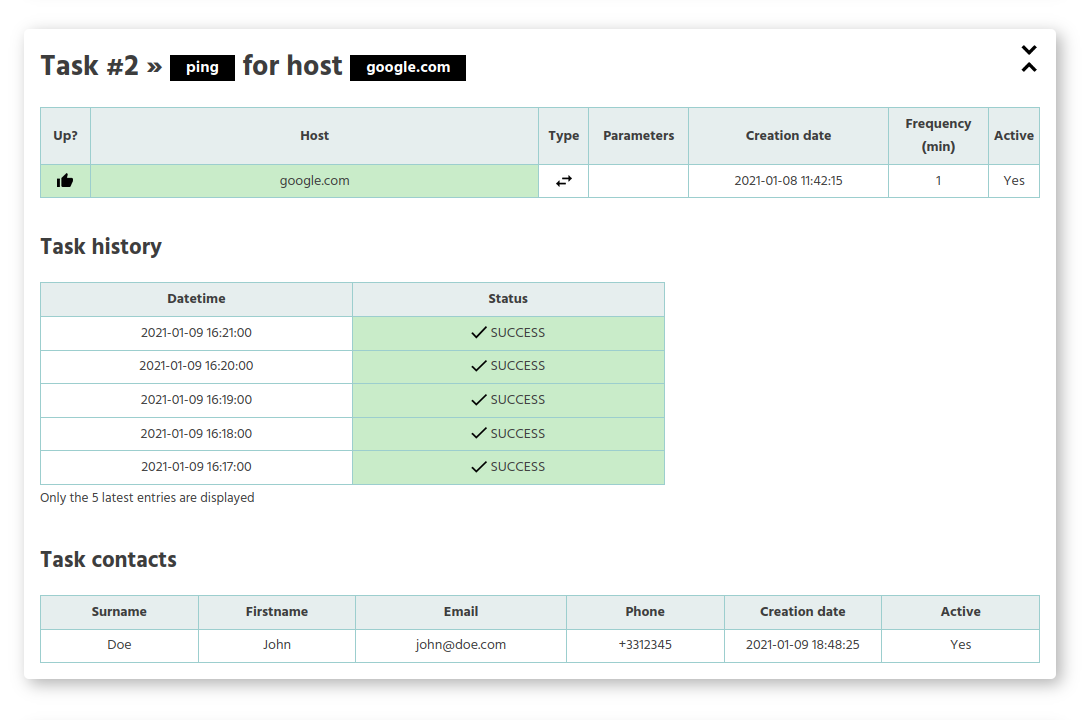 Task #2 » ping for host google.com
Up? Host Type Parameters Creation date Frequency (min) Active
google.com 2021-01-08 11:42:15 1 Yes
Task history
Datetime Status
2021-01-09 16:21:00 SUCCESS
2021-01-09 16:20:00 SUCCESS
2021-01-09 16:19:00 SUCCESS
2021-01-09 16:18:00 SUCCESS
2021-01-09 16:17:00 SUCCESS
Only the 5 latest entries are displayed
Task contacts
Surname Firstname Email Phone Creation date Active
Doe John john@doe.com +3312345 2021-01-09 18:48:25 Yes